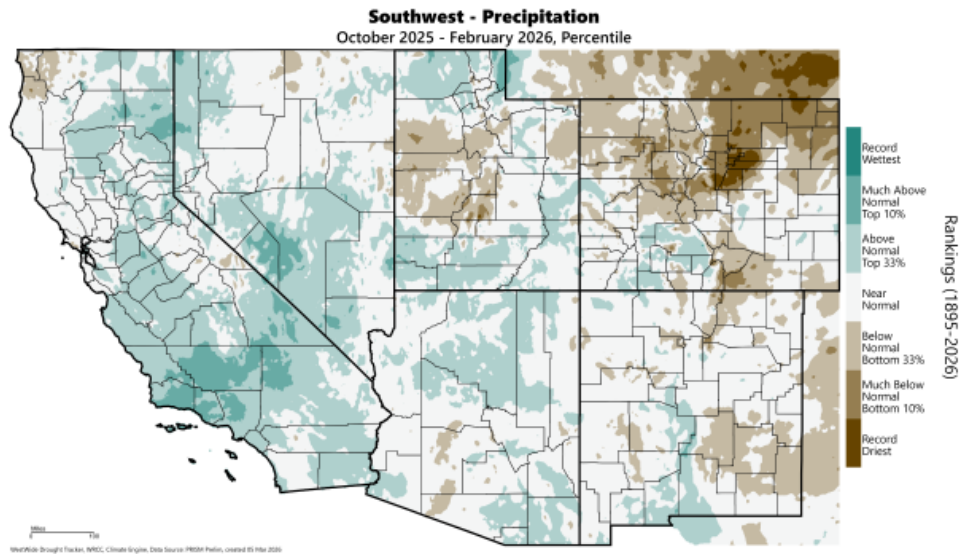 Southwest - Precipitation
October 2025 - February 2026, Percentile
Record
Wettest
Much Above
Normal
Top 10%
Above
Normal
Top 33%
Near
Normal
Below
Normal
Bottom 33%
Much Below
Normal
Bottom 10%
Record
Driest
Rankings (1895-2026)
Miles
0 100
WestWide Drought Tracker, WRCC, Climate Engine, Data Source: PRISM Prelim, created 05 Mar 2026